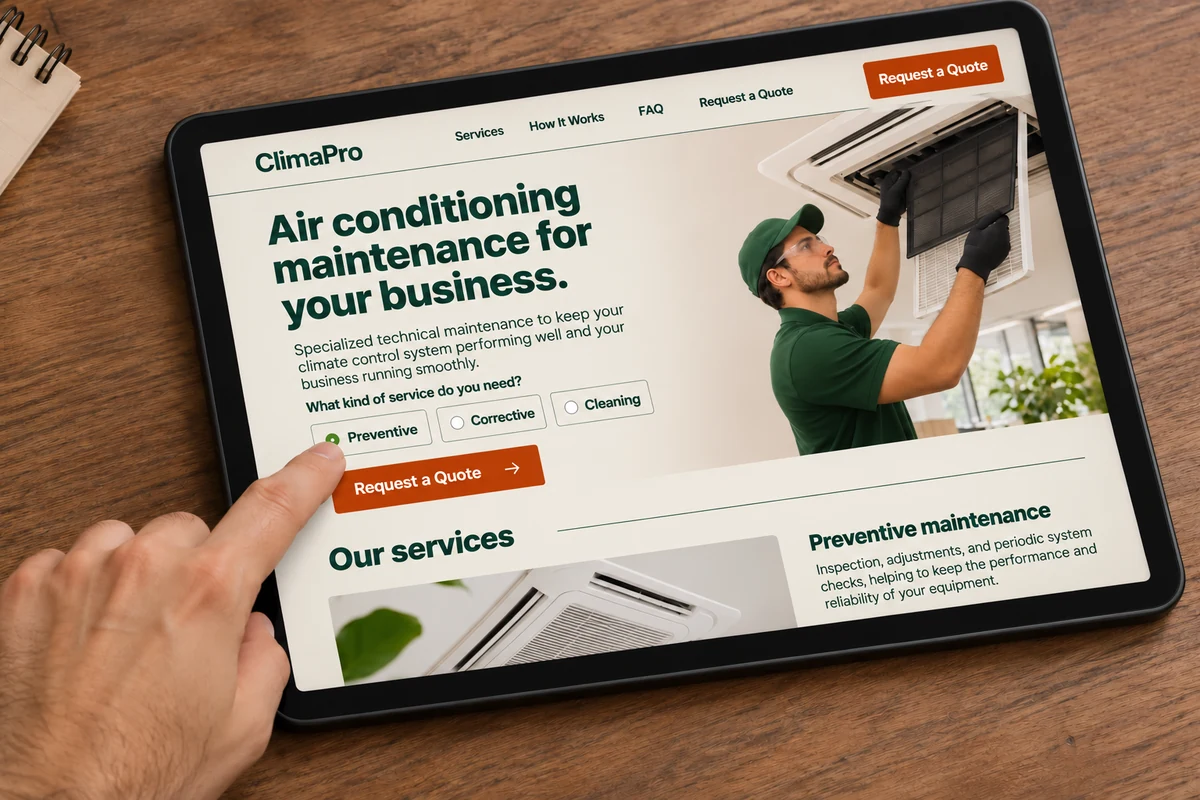 ClimaPro
Services
How It Works
FAQ
Request a Quote
Request a Quote
Air conditioning
maintenance for
your business.
Specialized technical maintenance to keep your
climate control system performing well and your
business running smoothly.
What kind of service do you need?
Preventive
Corrective
Cleaning
Request a Quote →
Our services
Preventive maintenance
Inspection, adjustments, and periodic system
checks, helping to keep the performance and
reliability of your equipment.